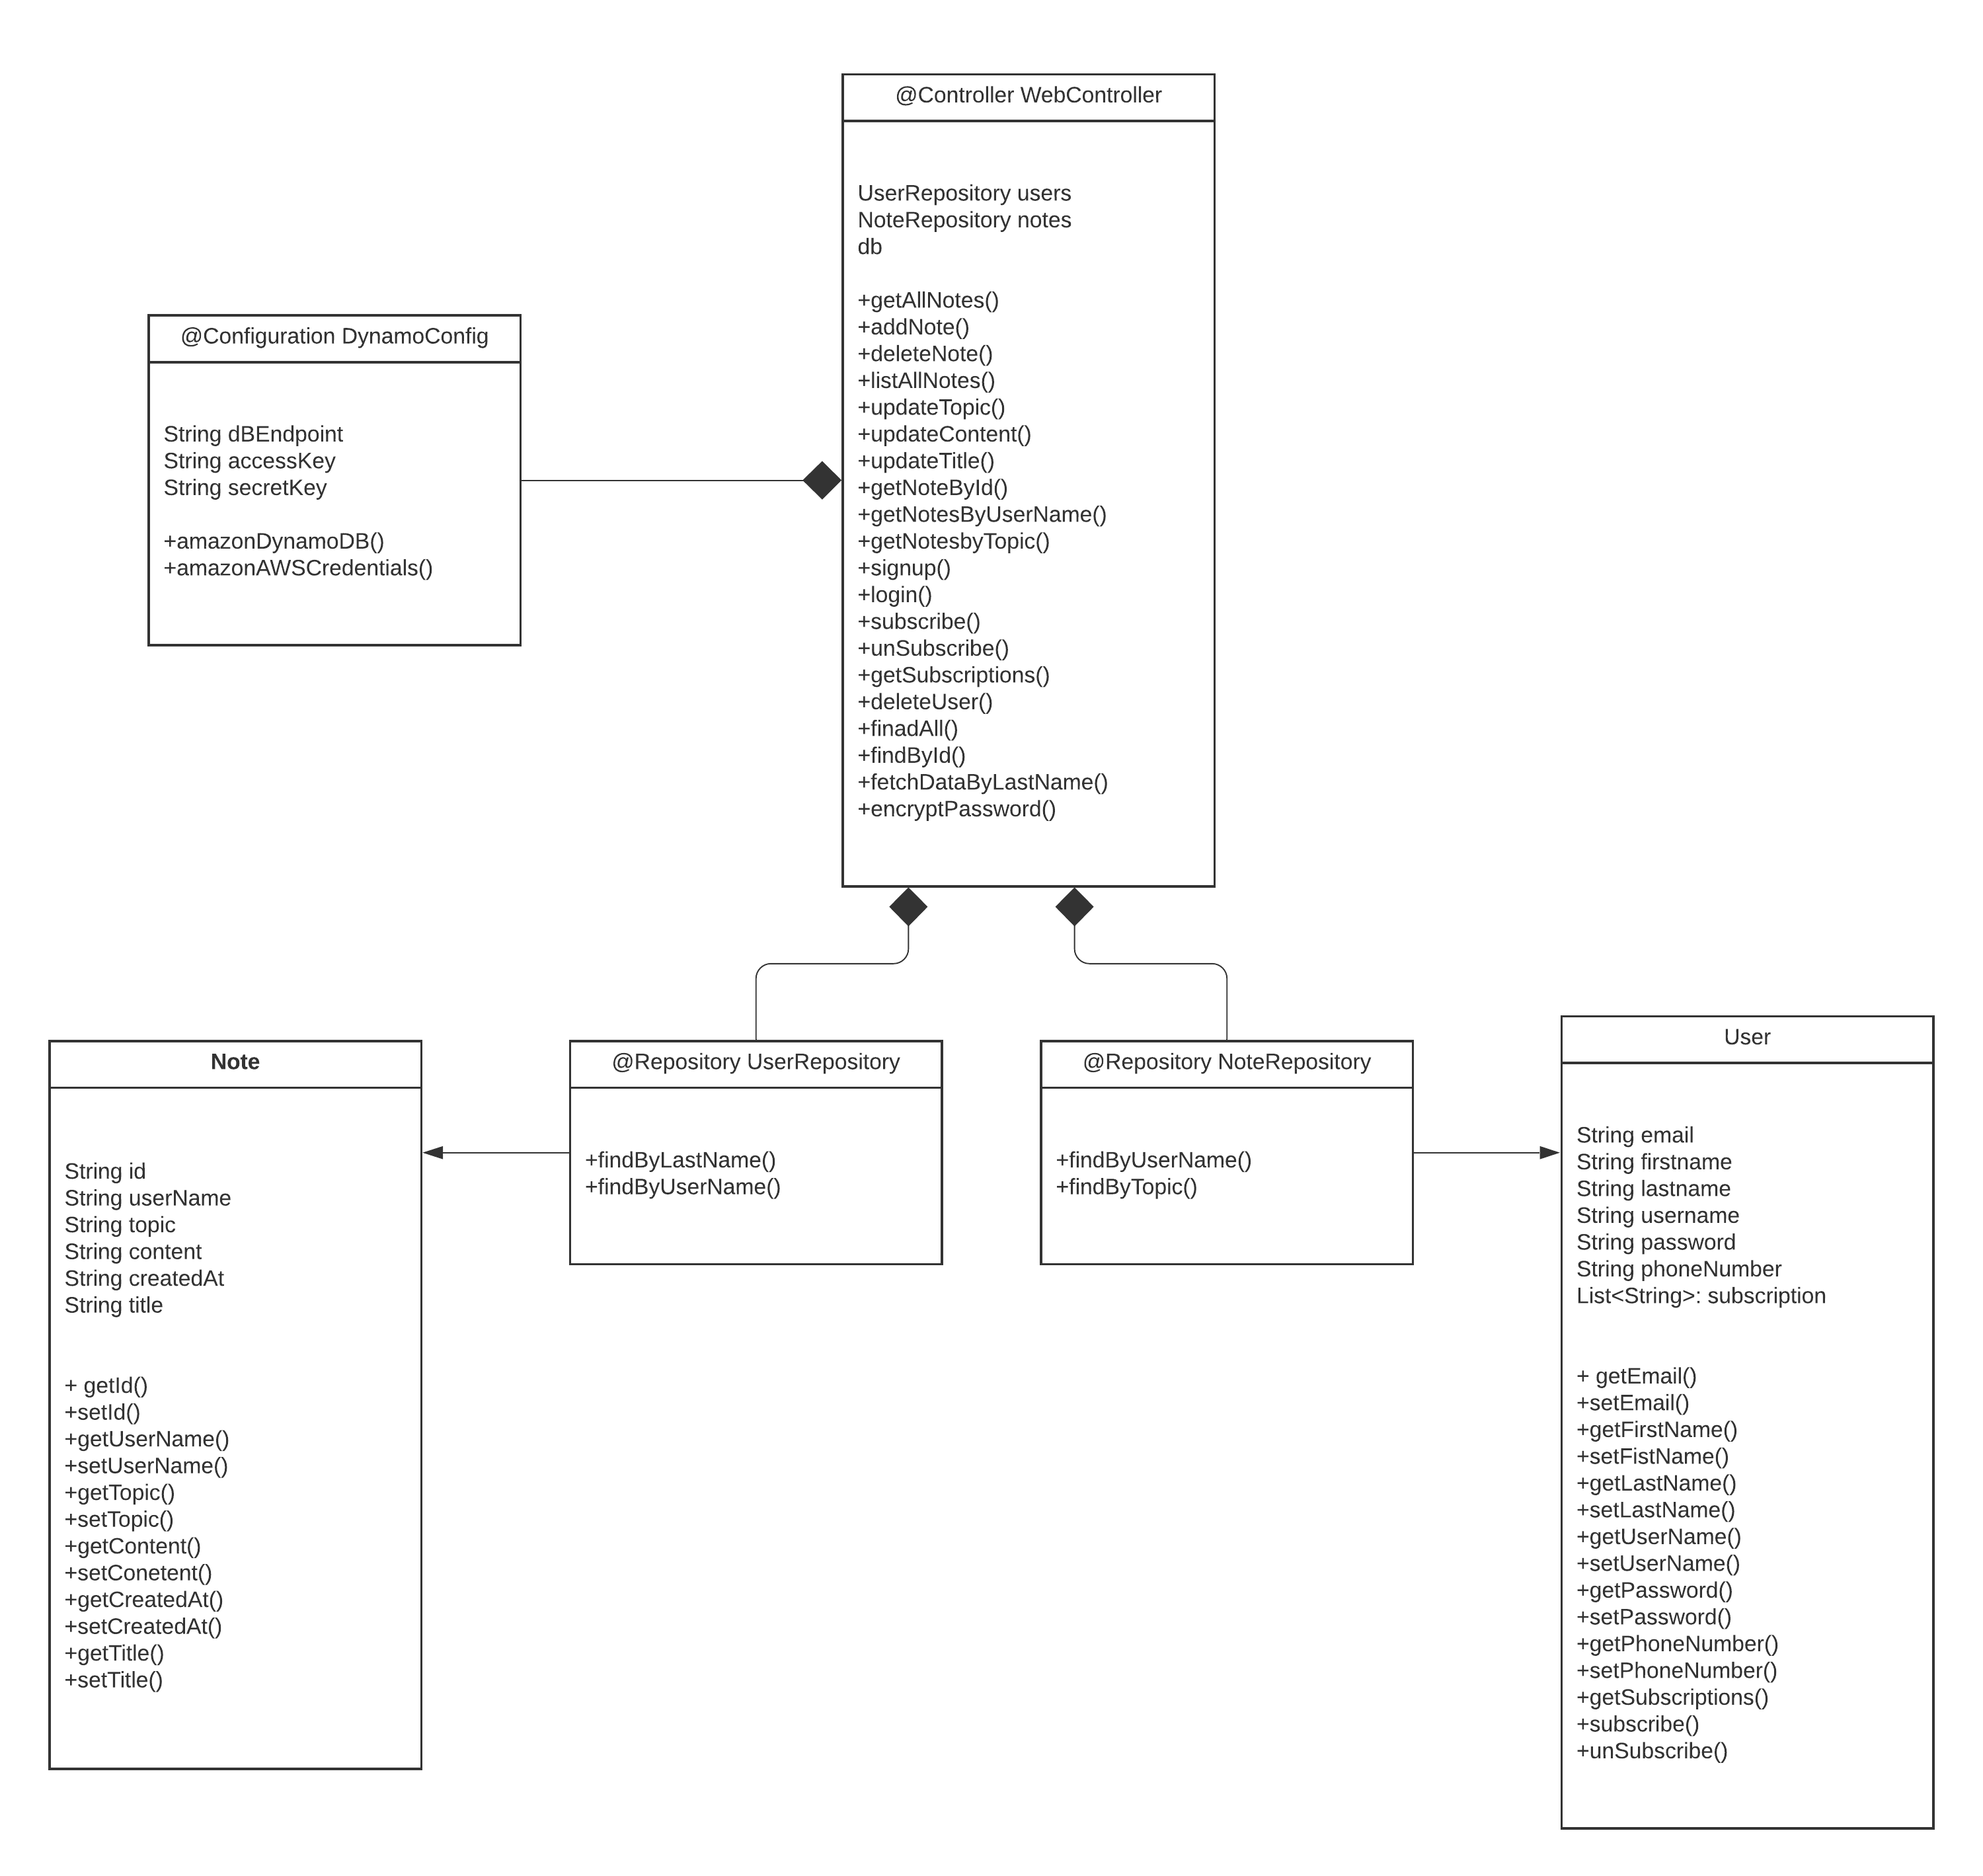 @Controller WebController
UserRepository users
NoteRepository notes
db
+getAllNotes()
+addNote()
+deleteNote()
+listAllNotes()
+updateTopic()
+updateContent()
+updateTitle()
+getNoteById()
+getNotesByUserName()
+getNotesbyTopic()
+signup()
+login()
+subscribe()
+unSubscribe()
+getSubscriptions()
+deleteUser()
+finadAll()
+findById()
+fetchDataByLastName()
+encryptPassword()
@Configuration DynamoConfig
String dBEndpoint
String accessKey
String secretKey
+amazonDynamoDB()
+amazonAWSCredentials()
Note
String id
String userName
String topic
String content
String createdAt
String title
+ getId()
+setId()
+getUserName()
+setUserName()
+getTopic()
+setTopic()
+getContent()
+setConetent()
+getCreatedAt()
+setCreatedAt()
+getTitle()
+setTitle()
@Repository UserRepository
+findByLastName()
+findByUserName()
@Repository NoteRepository
+findByUserName()
+findByTopic()
User
String email
String firstname
String lastname
String username
String password
String phoneNumber
List<String>: subscription
+ getEmail()
+setEmail()
+getFirstName()
+setFistName()
+getLastName()
+setLastName()
+getUserName()
+setUserName()
+getPassword()
+setPassword()
+getPhoneNumber()
+setPhoneNumber()
+getSubscriptions()
+subscribe()
+unSubscribe()